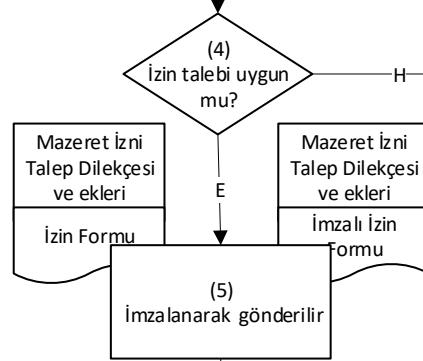 (4)
İzin talebi uygun
mu?
H
Mazeret İzni
Talep Dilekçesi
ve ekleri
İzin Formu
E
Mazeret İzni
Talep Dilekçesi
ve ekleri
İmzalı İzin
Formu
(5)
İmzalanarak gönderilir